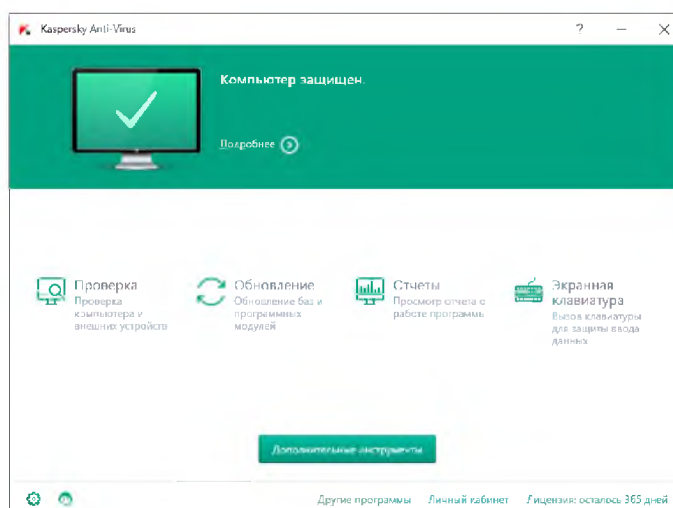 Kaspersky Anti-Virus
?
Компьютер защищен.
Подробнее
Проверка
Проверка
компьютера и
внешних устройств
Обновление
Обновление баз и
программных
модулей
Отчеты
Просмотр отчета о
работе программы
Экранная
клавиатура
Вызов клавиатуры
для защиты ввода
данных
Дополнительные инструменты
Другие программы Личный кабинет Лицензия: осталось 365 дней